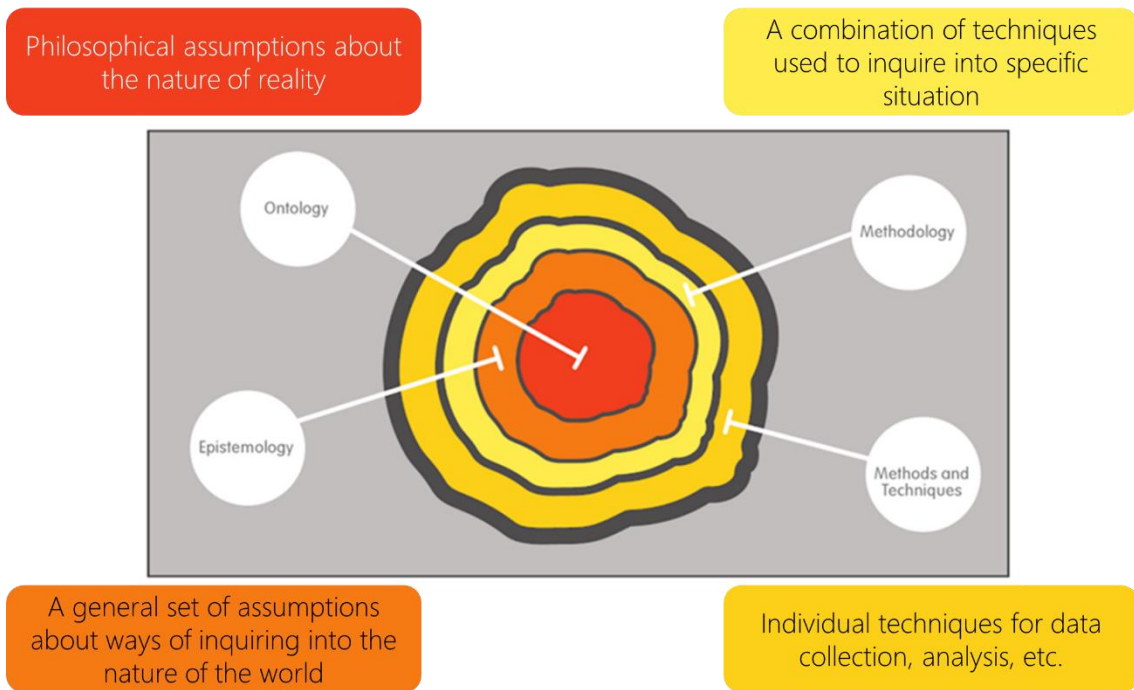 Philosophical assumptions about
the nature of reality
A combination of techniques
used to inquire into specific
situation
Ontology
Methodology
Epistemology
Methods and
Techniques
A general set of assumptions
about ways of inquiring into the
nature of the world
Individual techniques for data
collection, analysis, etc.